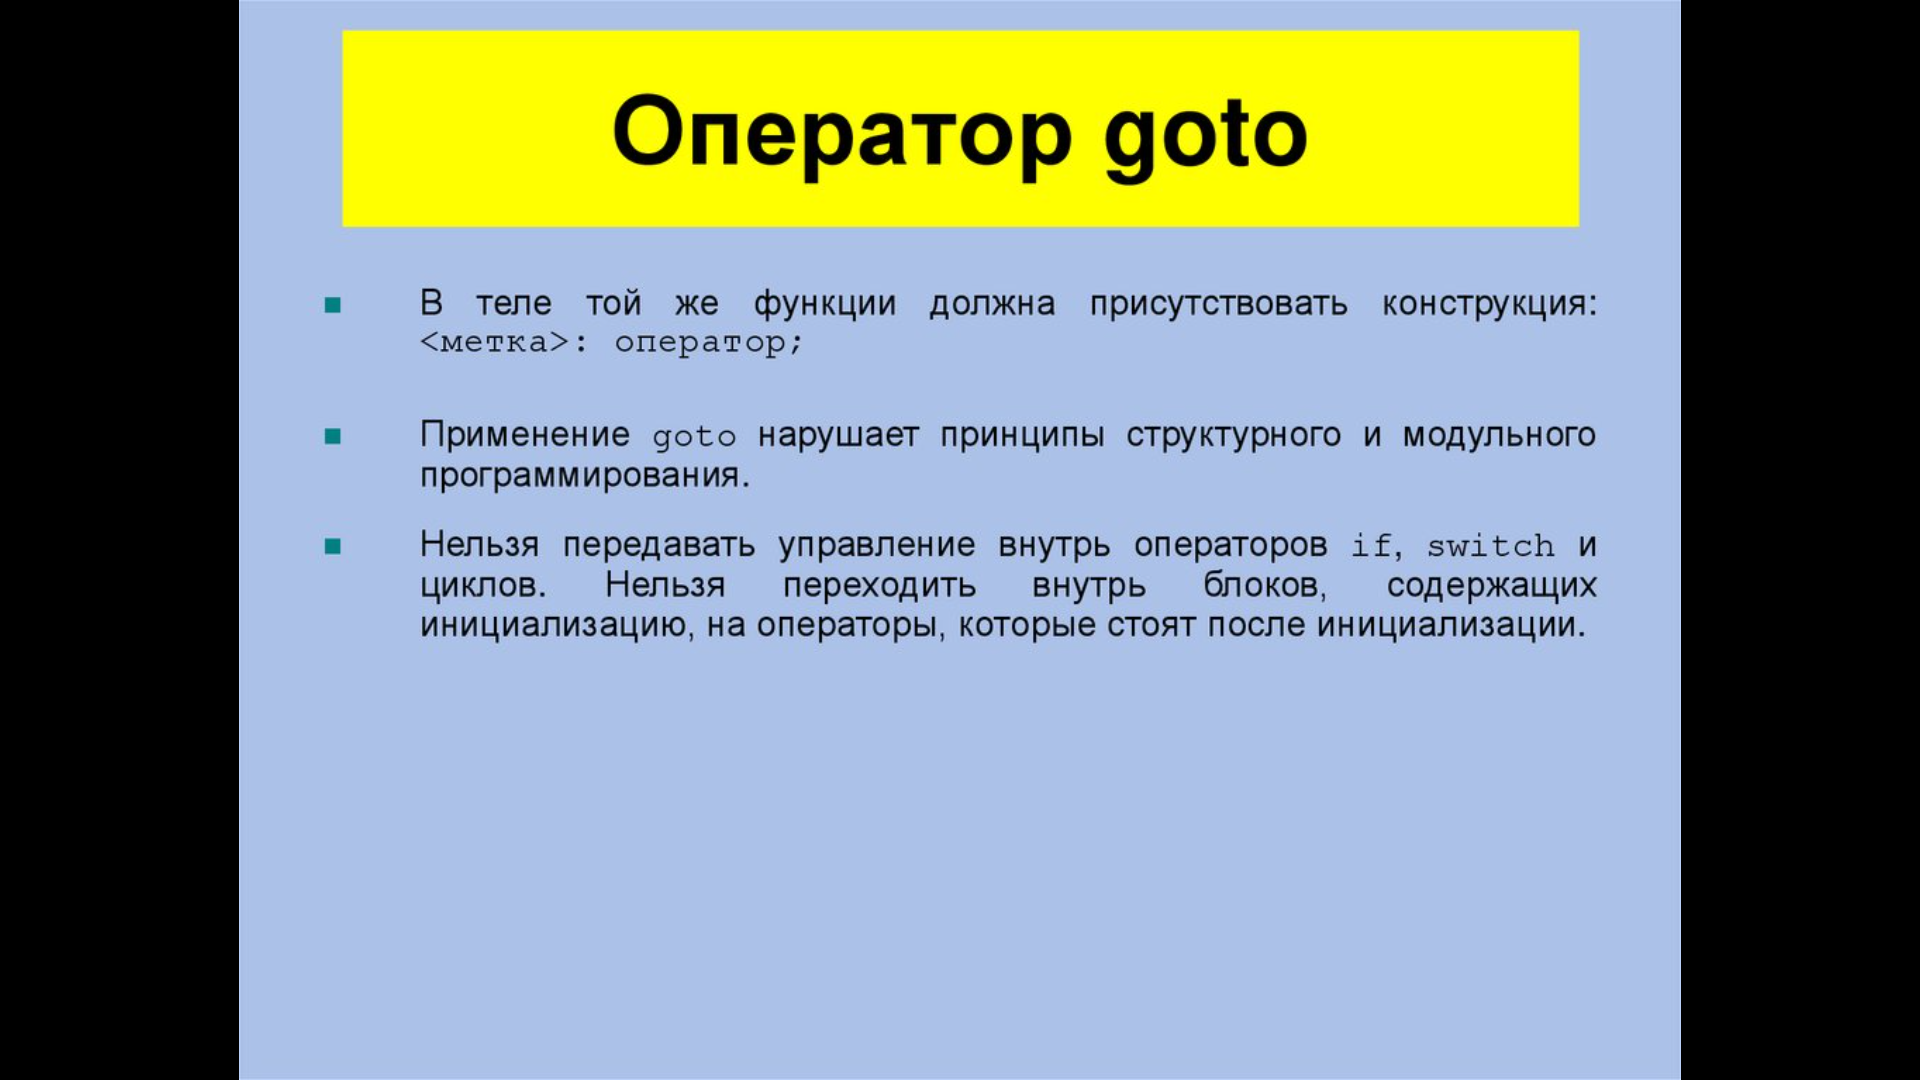 Оператор goto
В теле той же функции должна присутствовать конструкция:
<метка>: оператор;
Применение goto нарушает принципы структурного и модульного
программирования.
Нельзя передавать управление внутрь операторов if, switch и
циклов. Нельзя переходить внутрь блоков, содержащих
инициализацию, на операторы, которые стоят после инициализации.